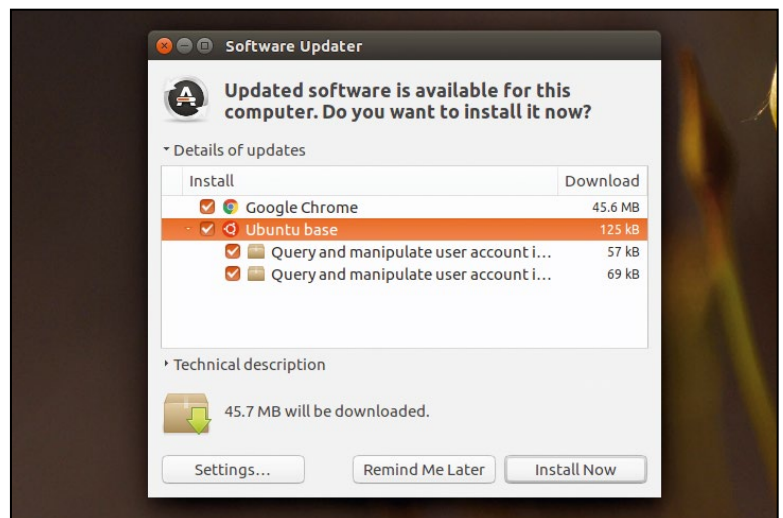 Software Updater
Updated software is available for this
computer. Do you want to install it now?
Details of updates
Install Download
Google Chrome 45.6 MB
Ubuntu base 125 kB
Query and manipulate user account i... 57 kB
Query and manipulate user account i... 69 kB
Technical description
45.7 MB will be downloaded.
Settings... Remind Me Later Install Now